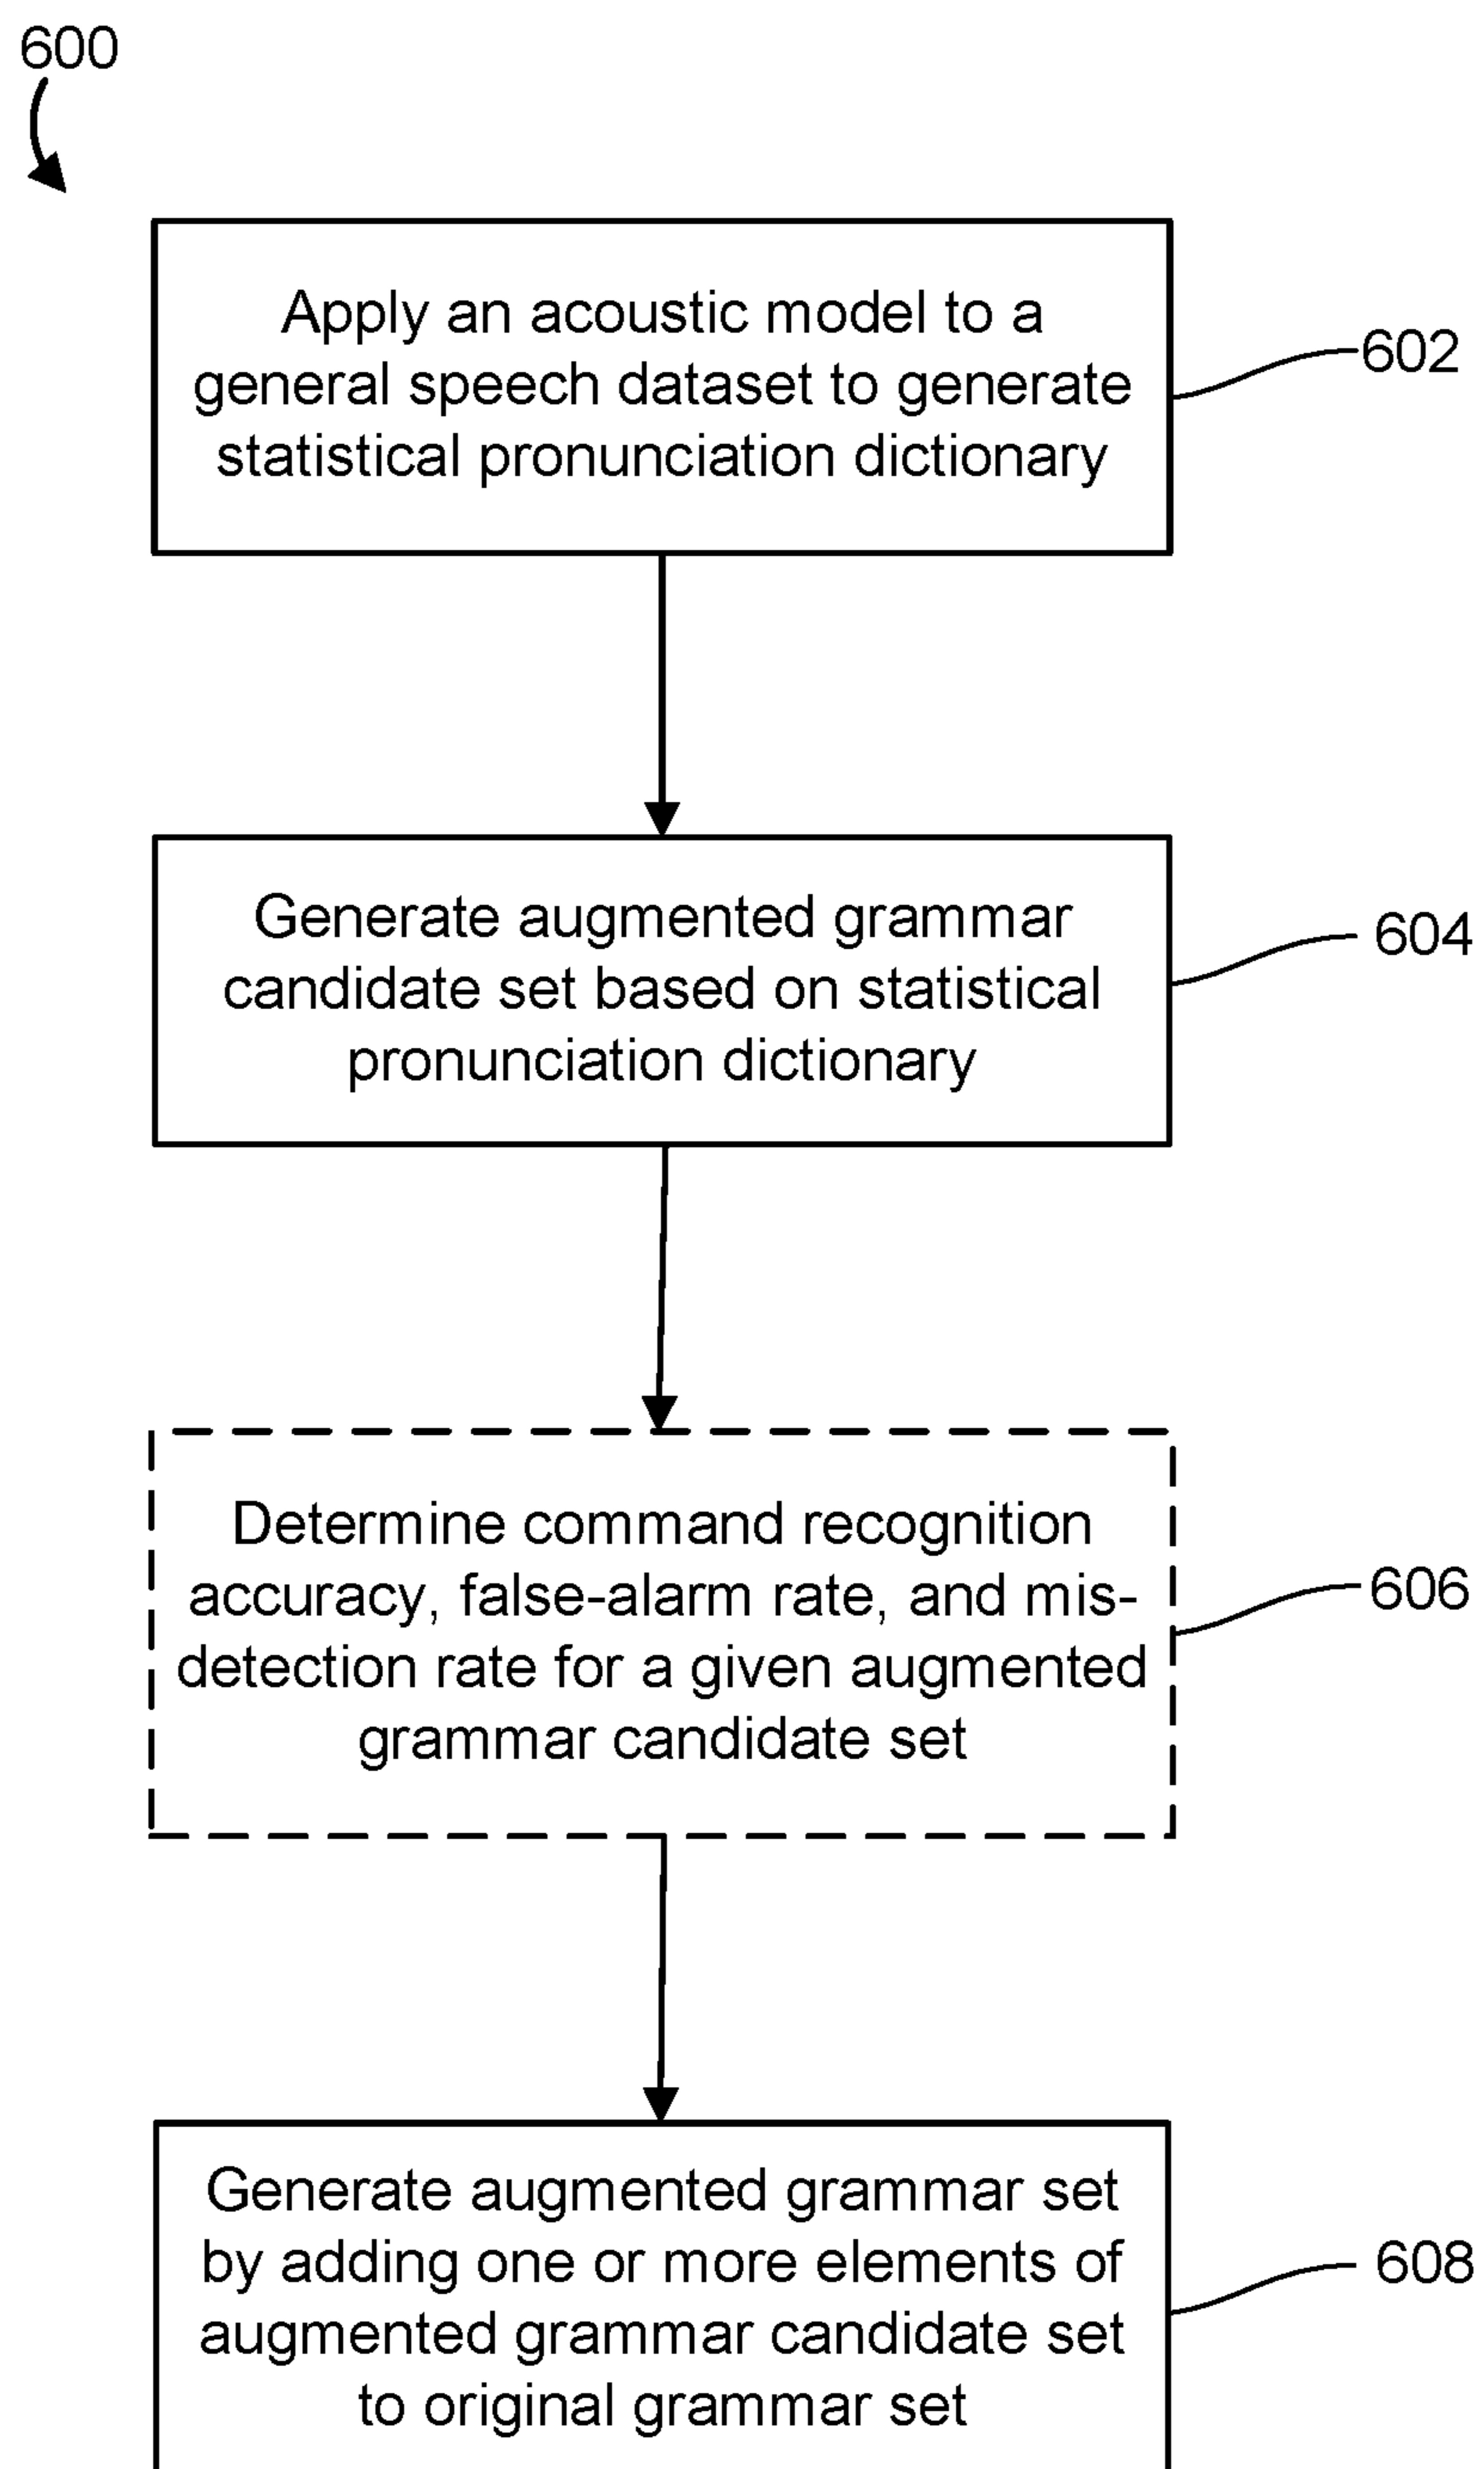 600
Apply an acoustic model to a
general speech dataset to generate
statistical pronunciation dictionary
602
Generate augmented grammar
candidate set based on statistical
pronunciation dictionary
604
Determine command recognition
accuracy, false-alarm rate, and mis-
detection rate for a given augmented
grammar candidate set
606
Generate augmented grammar set
by adding one or more elements of
augmented grammar candidate set
to original grammar set
608